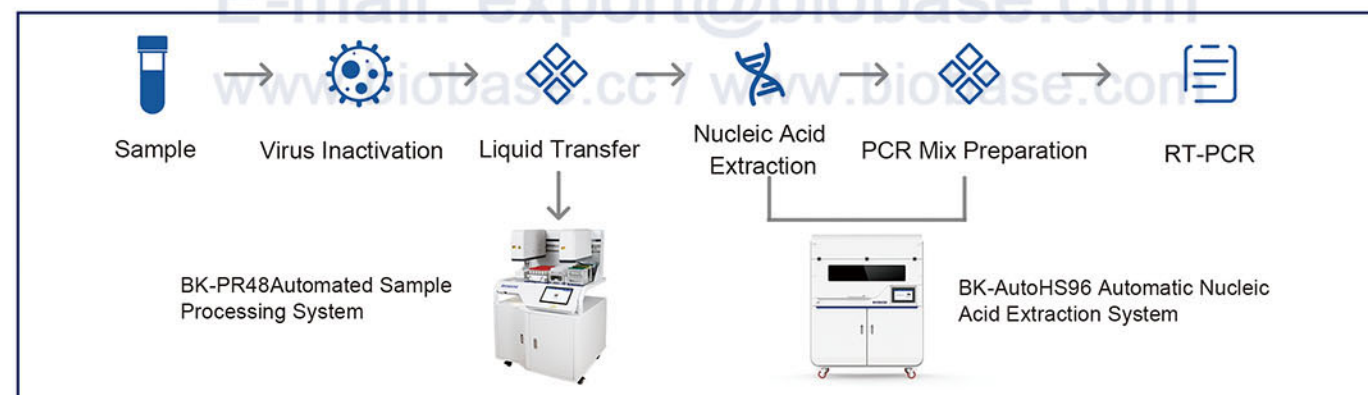 E-mail: export@biobase.com
www.biobase.cc / www.biobase.com
Sample
Virus Inactivation
Liquid Transfer
Nucleic Acid
Extraction
PCR Mix Preparation
RT-PCR
BK-PR48Automated Sample
Processing System
BK-AutoHS96 Automatic Nucleic
Acid Extraction System